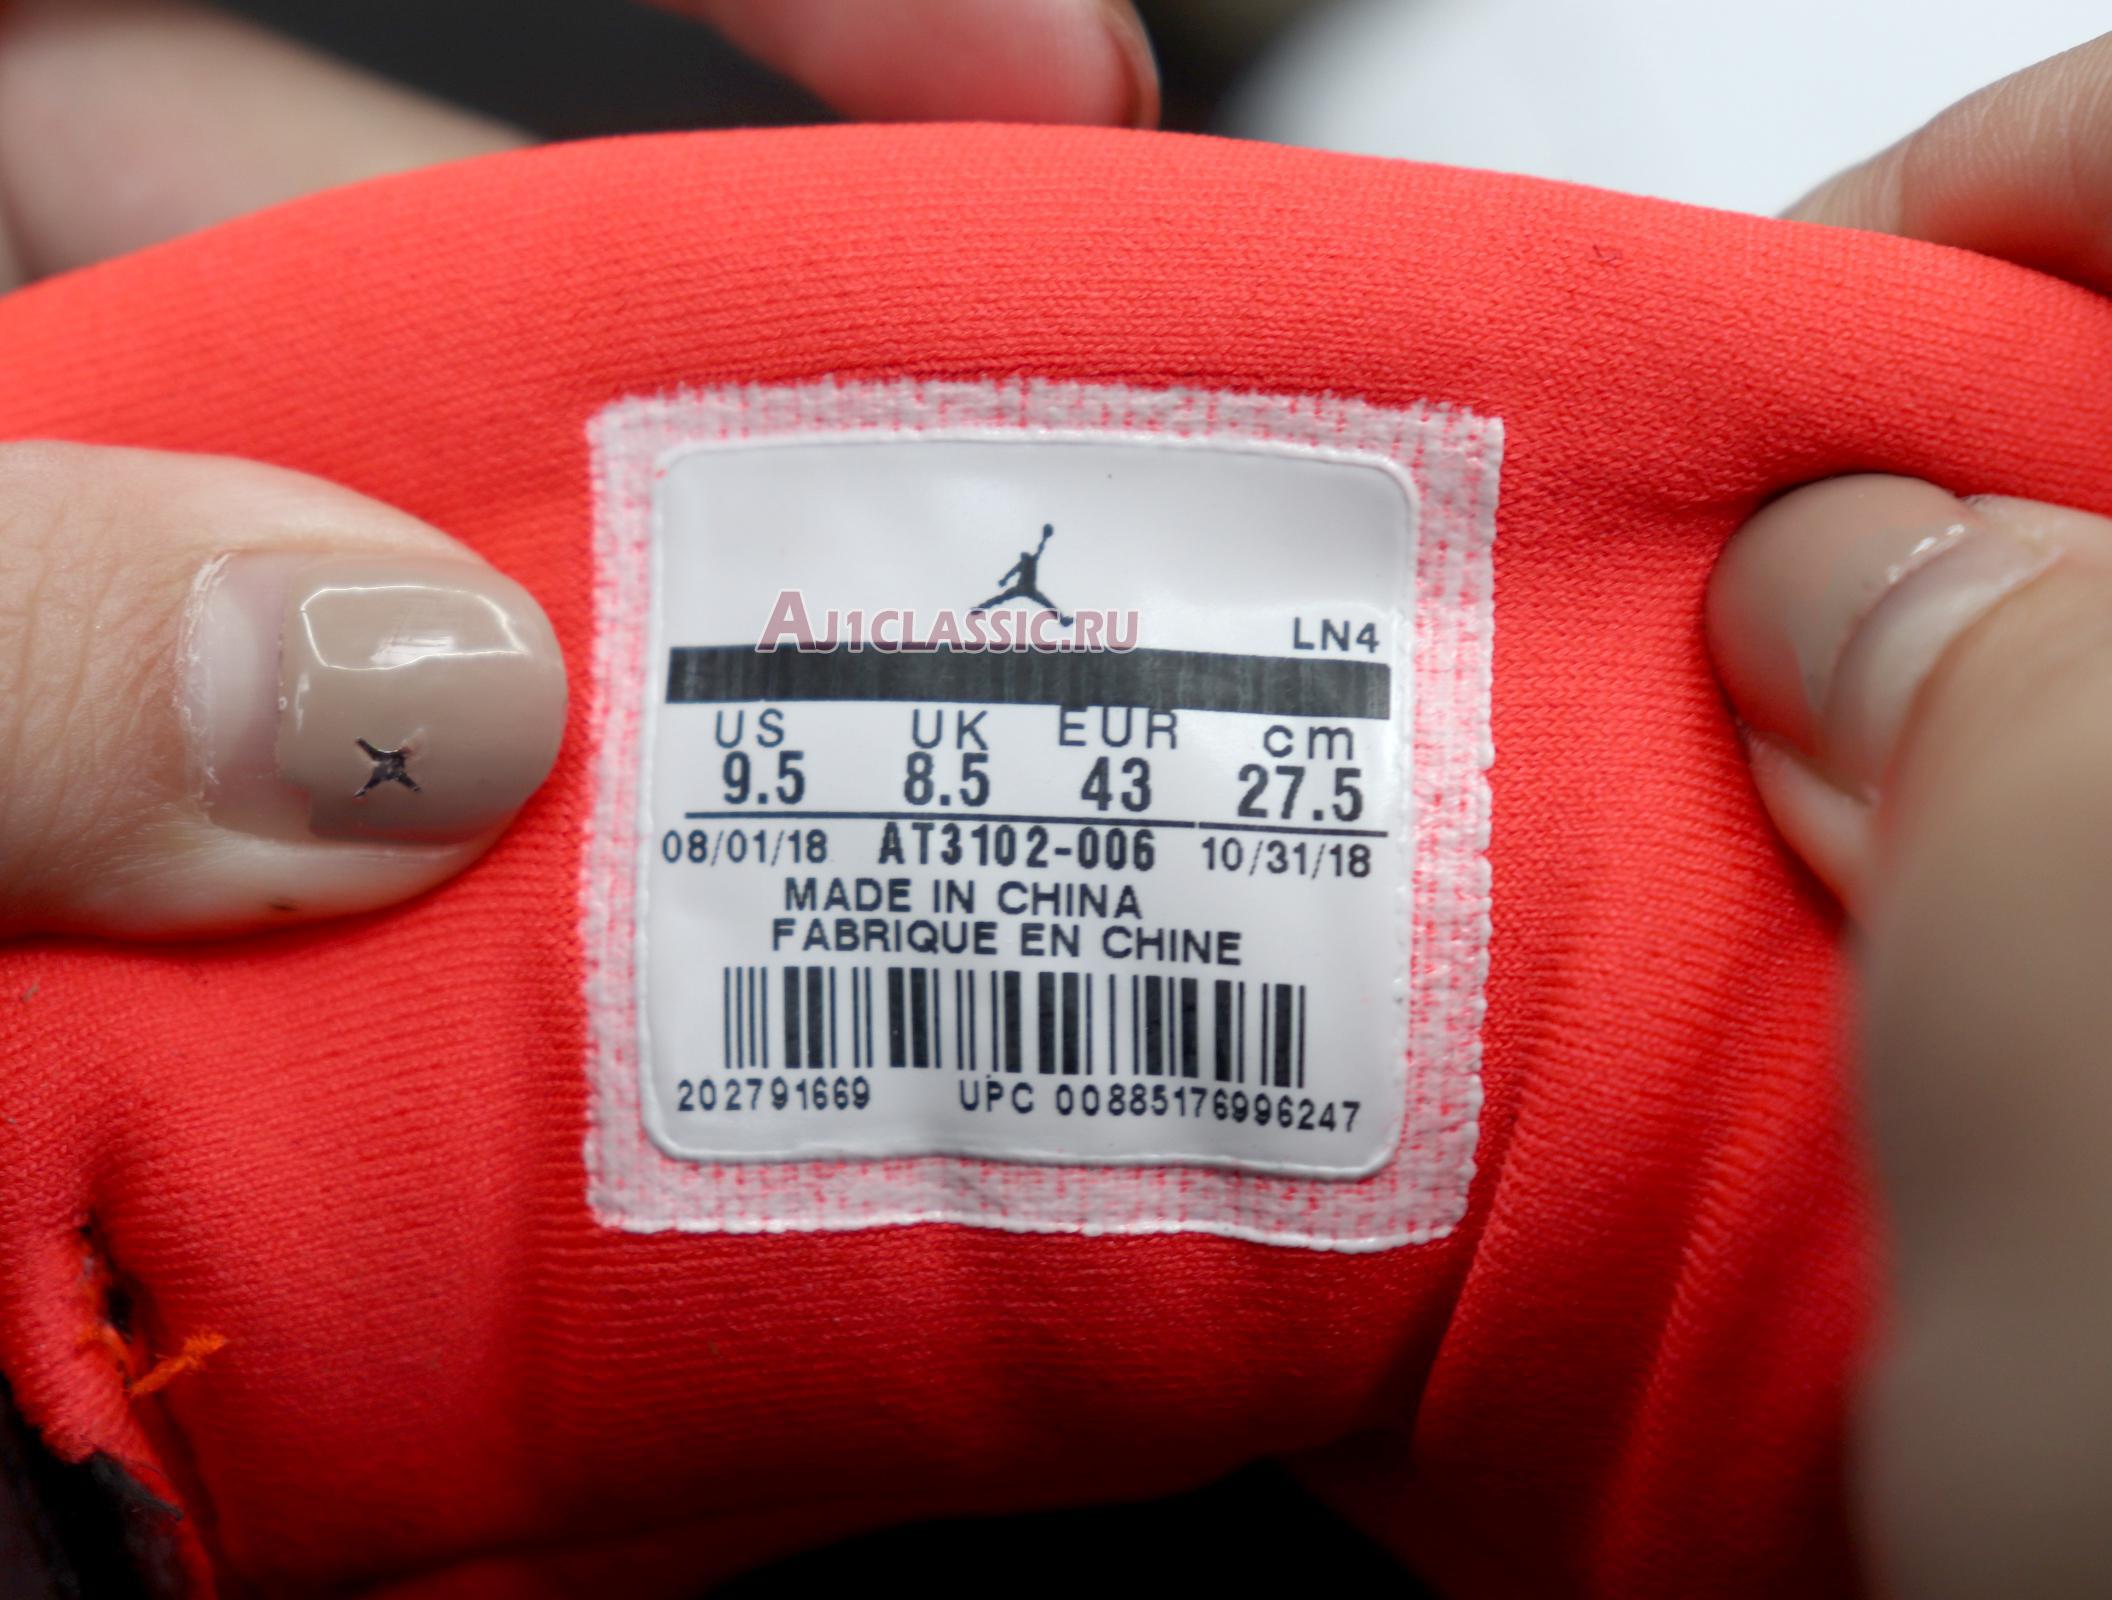 AJ1CLASSIC.RU
LN4
US UK EUR cm
9.5 8.5 43 27.5
08/01/18 AT3102-006 10/31/18
MADE IN CHINA
FABRIQUE EN CHINE
202791669 UPC 00885176996247